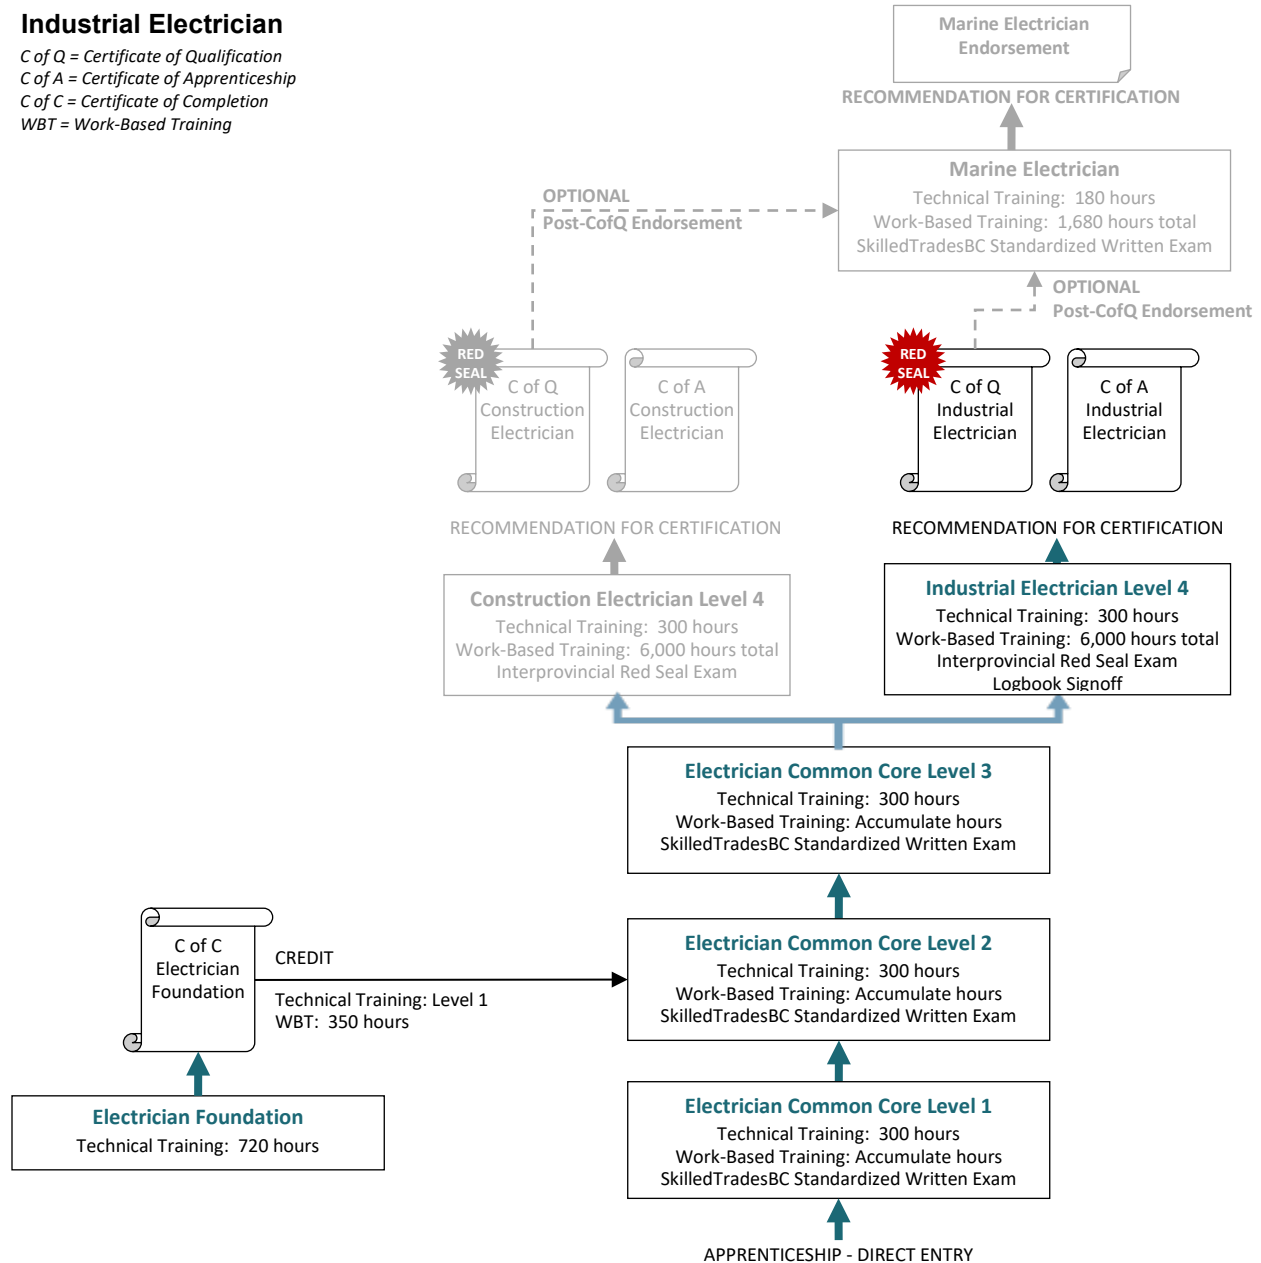 Industrial Electrician
C of Q = Certificate of Qualification
C of A = Certificate of Apprenticeship
C of C = Certificate of Completion
WBT = Work-Based Training
Marine Electrician
Endorsement
RECOMMENDATION FOR CERTIFICATION
Marine Electrician
Technical Training: 180 hours
Work-Based Training: 1,680 hours total
SkilledTradesBC Standardized Written Exam
OPTIONAL
Post-CofQ Endorsement
OPTIONAL
Post-CofQ Endorsement
RED
SEAL
C of Q
Construction
Electrician
C of A
Construction
Electrician
RED
SEAL
C of Q
Industrial
Electrician
C of A
Industrial
Electrician
RECOMMENDATION FOR CERTIFICATION
RECOMMENDATION FOR CERTIFICATION
Construction Electrician Level 4
Technical Training: 300 hours
Work-Based Training: 6,000 hours total
Interprovincial Red Seal Exam
Industrial Electrician Level 4
Technical Training: 300 hours
Work-Based Training: 6,000 hours total
Interprovincial Red Seal Exam
Logbook Signoff
Electrician Common Core Level 3
Technical Training: 300 hours
Work-Based Training: Accumulate hours
SkilledTradesBC Standardized Written Exam
C of C
Electrician
Foundation
CREDIT
Technical Training: Level 1
WBT: 350 hours
Electrician Common Core Level 2
Technical Training: 300 hours
Work-Based Training: Accumulate hours
SkilledTradesBC Standardized Written Exam
Electrician Foundation
Technical Training: 720 hours
Electrician Common Core Level 1
Technical Training: 300 hours
Work-Based Training: Accumulate hours
SkilledTradesBC Standardized Written Exam
APPRENTICESHIP - DIRECT ENTRY